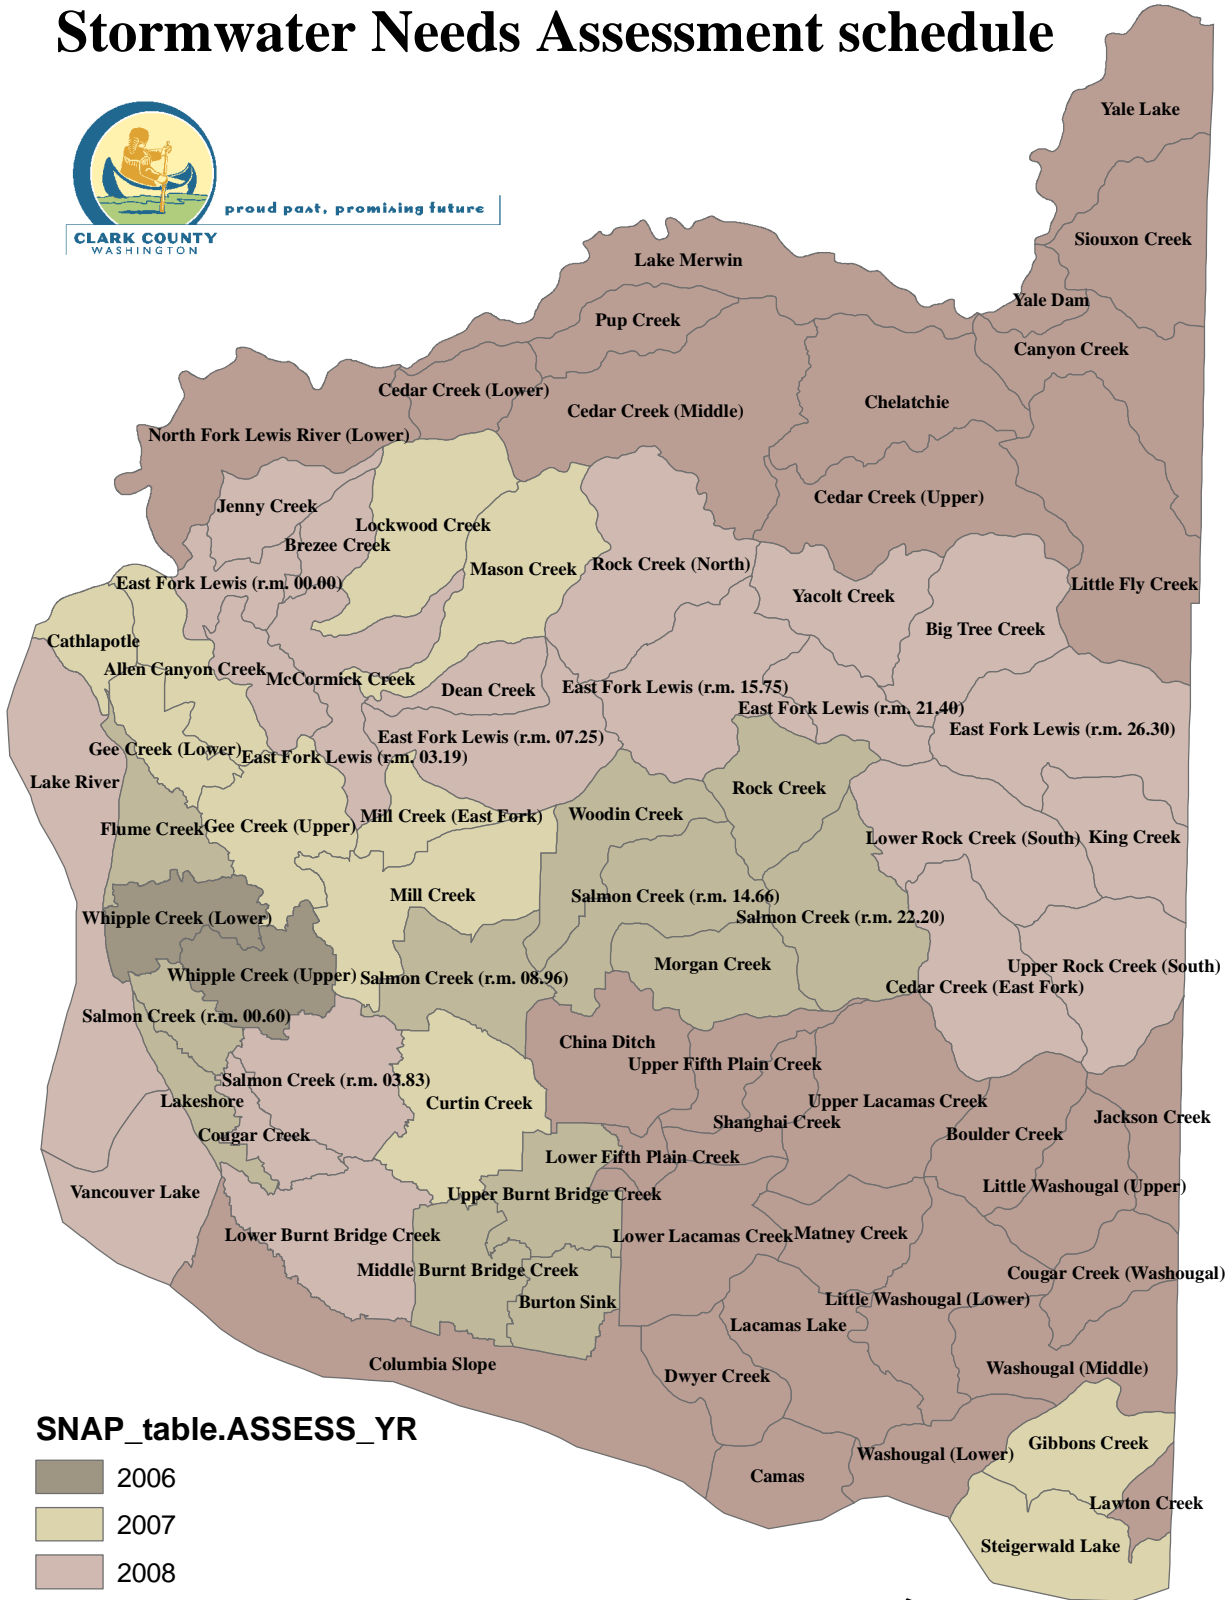 Stormwater Needs Assessment schedule
proud past, promising future
CLARK COUNTY
WASHINGTON
Yale Lake
Siouxon Creek
Lake Merwin
Yale Dam
Pup Creek
Canyon Creek
Cedar Creek (Lower)
Chelatchie
Cedar Creek (Middle)
North Fork Lewis River (Lower)
Cedar Creek (Upper)
Jenny Creek
Lockwood Creek
Brezee Creek
Rock Creek (North)
Mason Creek
East Fork Lewis (r.m. 00.00)
Little Fly Creek
Yacolt Creek
Big Tree Creek
Cathlapotle
Allen Canyon Creek
McCormick Creek
Dean Creek
East Fork Lewis (r.m. 15.75)
East Fork Lewis (r.m. 21.40)
East Fork Lewis (r.m. 26.30)
East Fork Lewis (r.m. 07.25)
Gee Creek (Lower)
East Fork Lewis (r.m. 03.19)
Lake River
Rock Creek
Woodin Creek
Mill Creek (East Fork)
Flume Creek
Gee Creek (Upper)
Lower Rock Creek (South)
King Creek
Mill Creek
Salmon Creek (r.m. 14.66)
Whipple Creek (Lower)
Salmon Creek (r.m. 22.20)
Morgan Creek
Upper Rock Creek (South)
Whipple Creek (Upper)
Salmon Creek (r.m. 08.96)
Cedar Creek (East Fork)
Salmon Creek (r.m. 00.60)
China Ditch
Upper Fifth Plain Creek
Salmon Creek (r.m. 03.83)
Lakeshore
Curtin Creek
Upper Lacamas Creek
Jackson Creek
Shanghai Creek
Cougar Creek
Boulder Creek
Lower Fifth Plain Creek
Little Washougal (Upper)
Vancouver Lake
Upper Burnt Bridge Creek
Lower Burnt Bridge Creek
Lower Lacamas Creek
Matney Creek
Middle Burnt Bridge Creek
Cougar Creek (Washougal)
Burton Sink
Little Washougal (Lower)
Lacamas Lake
Columbia Slope
Dwyer Creek
Washougal (Middle)
SNAP_table.ASSESS_YR
Gibbons Creek
Washougal (Lower)
Camas
2006
Lawton Creek
2007
Steigerwald Lake
2008